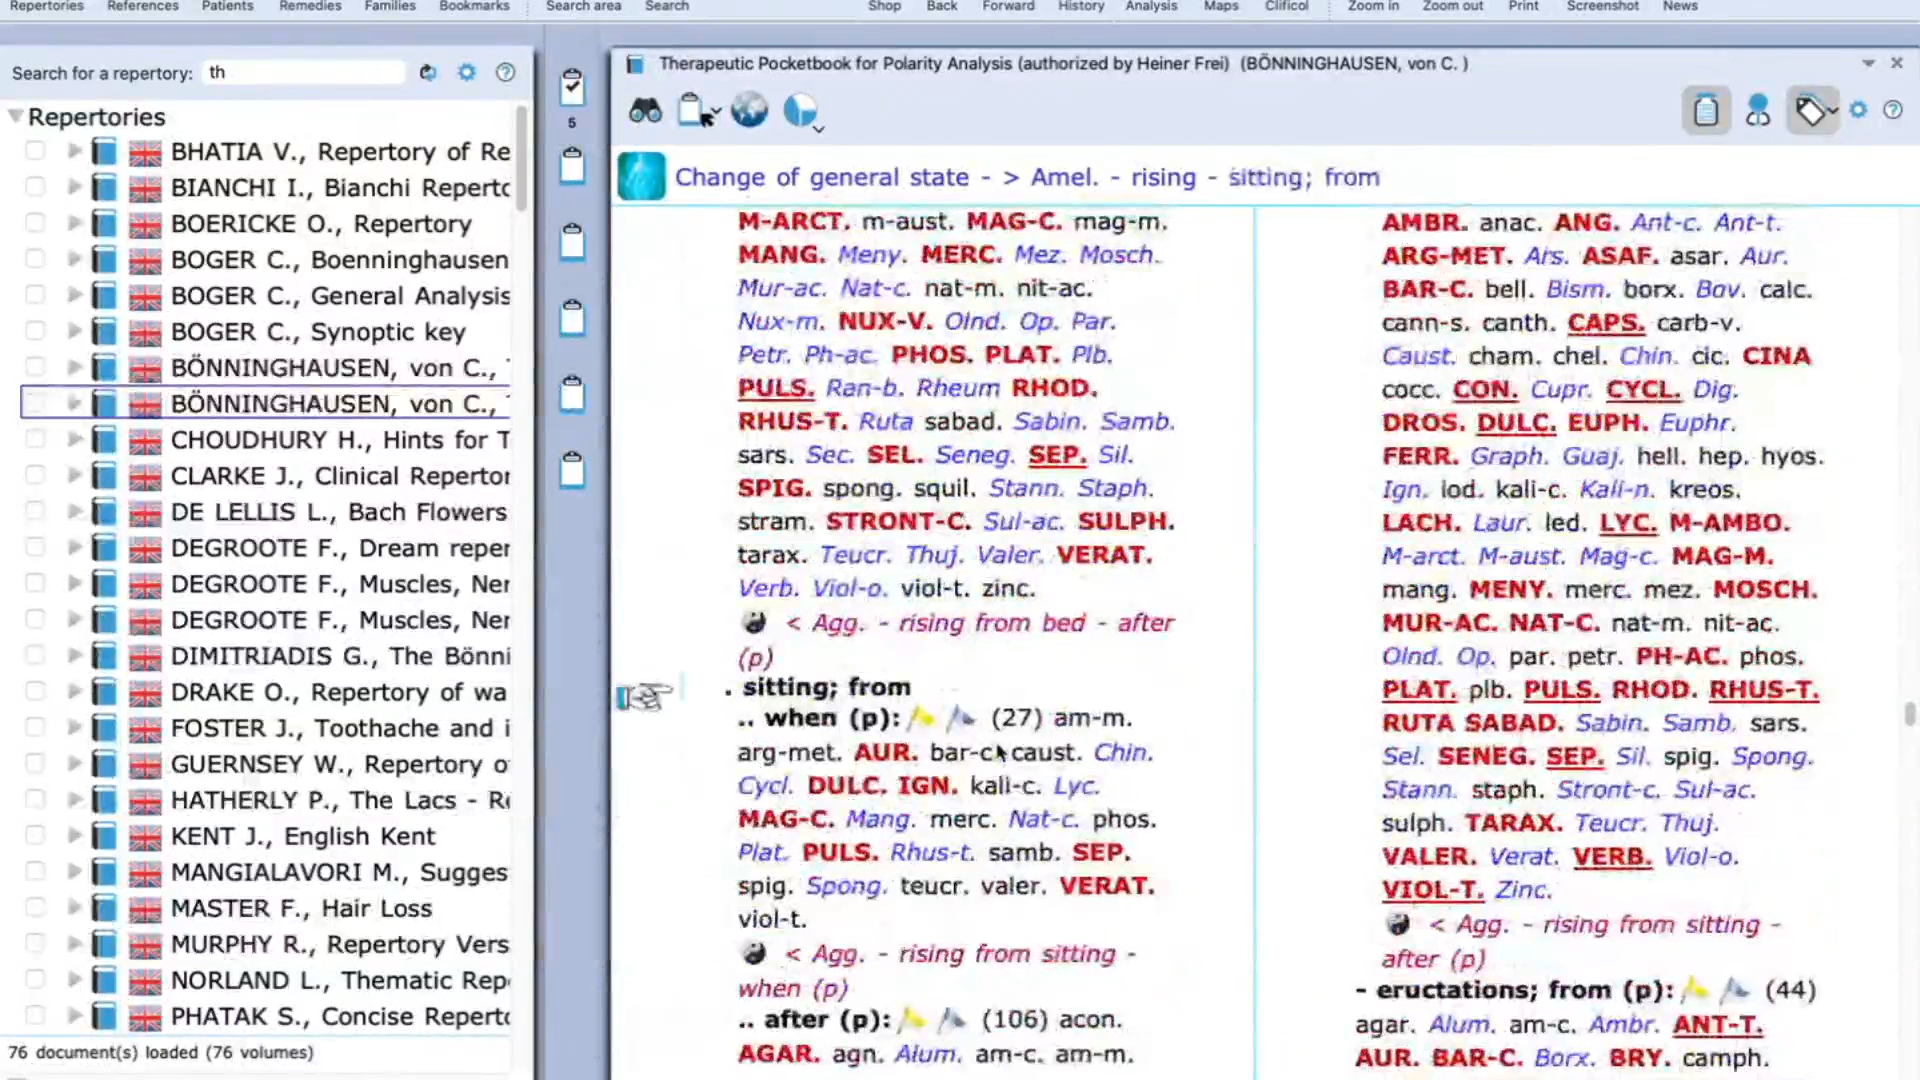 Repertories References Patients Remedies Families Bookmarks Search area Search Shop Back Forward History Analysis Maps Clificol Zoom in Zoom out Print Screenshot News
Search for a repertory: th
Repertories
BHATIA V., Repertory of Re
BIANCHI I., Bianchi Reperto
BOERICKE O., Repertory
BOGER C., Boenninghausen
BOGER C., General Analysis
BOGER C., Synoptic key
BÖNNINGHAUSEN, von C.,
BÖNNINGHAUSEN, von C.,
CHOUDHURY H., Hints for T
CLARKE J., Clinical Repertor
DE LELLIS L., Bach Flowers
DEGROOTE F., Dream reper
DEGROOTE F., Muscles, Ner
DEGROOTE F., Muscles, Ner
DIMITRIADIS G., The Bönni
DRAKE O., Repertory of wa
FOSTER J., Toothache and i
GUERNSEY W., Repertory o
HATHERLY P., The Lacs - Re
KENT J., English Kent
MANGIALAVORI M., Sugges
MASTER F., Hair Loss
MURPHY R., Repertory Vers
NORLAND L., Thematic Rep
PHATAK S., Concise Reperto
76 document(s) loaded (76 volumes)
5
Therapeutic Pocketbook for Polarity Analysis (authorized by Heiner Frei) (BÖNNINGHAUSEN, von C. )
Change of general state - > Amel. - rising - sitting; from
M-ARCT. m-aust. MAG-C. mag-m.
MANG. Meny. MERC. Mez. Mosch.
Mur-ac. Nat-c. nat-m. nit-ac.
Nux-m. NUX-V. Olnd. Op. Par.
Petr. Ph-ac. PHOS. PLAT. Plb.
PULS. Ran-b. Rheum RHOD.
RHUS-T. Ruta sabad. Sabin. Samb.
sars. Sec. SEL. Seneg. SEP. Sil.
SPIG. spong. squil. Stann. Staph.
stram. STRONT-C. Sul-ac. SULPH.
tarax. Teucr. Thuj. Valer. VERAT.
Verb. Viol-o. viol-t. zinc.
< Agg. - rising from bed - after
(p)
. sitting; from
.. when (p): (27) am-m.
arg-met. AUR. bar-c. caust. Chin.
Cycl. DULC. IGN. kali-c. Lyc.
MAG-C. Mang. merc. Nat-c. phos.
Plat. PULS. Rhus-t. samb. SEP.
spig. Spong. teucr. valer. VERAT.
viol-t.
< Agg. - rising from sitting -
when (p)
.. after (p): (106) acon.
AGAR. agn. Alum. am-c. am-m.
AMBR. anac. ANG. Ant-c. Ant-t.
ARG-MET. Ars. ASAF. asar. Aur.
BAR-C. bell. Bism. borx. Bov. calc.
cann-s. canth. CAPS. carb-v.
Caust. cham. chel. Chin. cic. CINA
cocc. CON. Cupr. CYCL. Dig.
DROS. DULC. EUPH. Euphr.
FERR. Graph. Guaj. hell. hep. hyos.
Ign. iod. kali-c. Kali-n. kreos.
LACH. Laur. led. LYC. M-AMBO.
M-arct. M-aust. Mag-c. MAG-M.
mang. MENY. merc. mez. MOSCH.
MUR-AC. NAT-C. nat-m. nit-ac.
Olnd. Op. par. petr. PH-AC. phos.
PLAT. plb. PULS. RHOD. RHUS-T.
RUTA SABAD. Sabin. Samb. sars.
Sel. SENEG. SEP. Sil. spig. Spong.
Stann. staph. Stront-c. Sul-ac.
sulph. TARAX. Teucr. Thuj.
VALER. Verat. VERB. Viol-o.
VIOL-T. Zinc.
< Agg. - rising from sitting -
after (p)
- eructations; from (p): (44)
agar. Alum. am-c. Ambr. ANT-T.
AUR. BAR-C. Borx. BRY. camph.